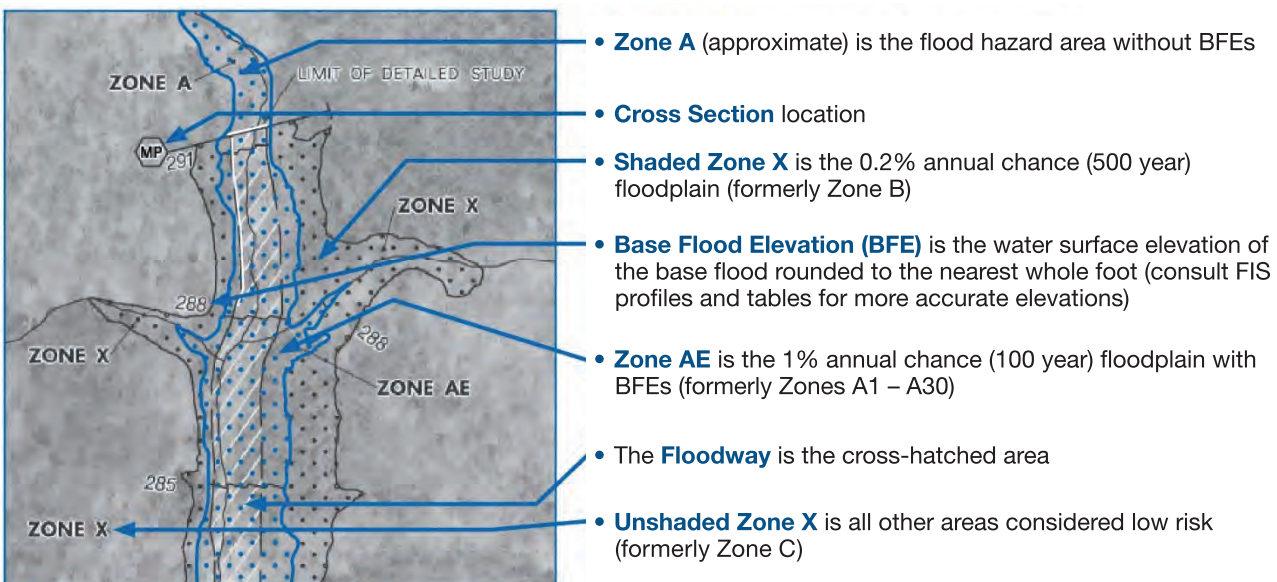 ZONE A
LIMIT OF DETAILED STUDY
MP
291
ZONE X
288
288
ZONE X
ZONE AE
285
ZONE X
• Zone A (approximate) is the flood hazard area without BFEs
• Cross Section location
• Shaded Zone X is the 0.2% annual chance (500 year)
floodplain (formerly Zone B)
• Base Flood Elevation (BFE) is the water surface elevation of
the base flood rounded to the nearest whole foot (consult FIS
profiles and tables for more accurate elevations)
• Zone AE is the 1% annual chance (100 year) floodplain with
BFEs (formerly Zones A1 – A30)
• The Floodway is the cross-hatched area
• Unshaded Zone X is all other areas considered low risk
(formerly Zone C)